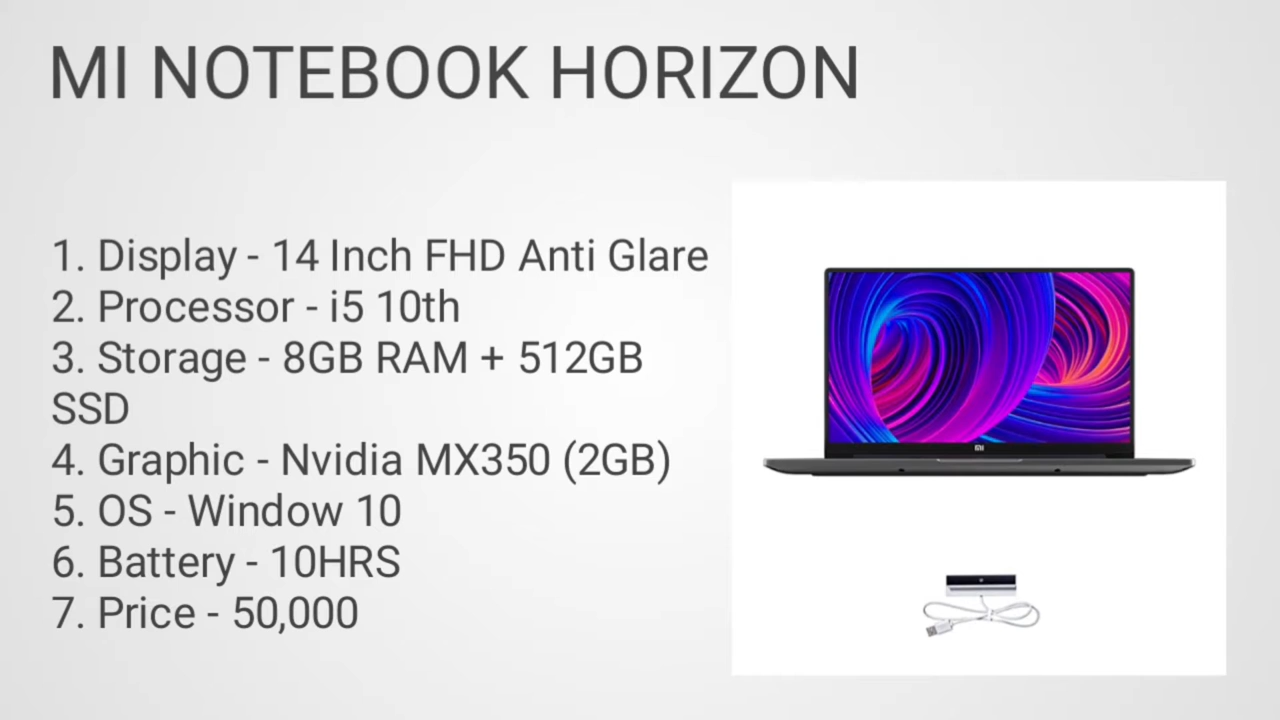 MI NOTEBOOK HORIZON
1. Display - 14 Inch FHD Anti Glare
2. Processor - i5 10th
3. Storage - 8GB RAM + 512GB
SSD
4. Graphic - Nvidia MX350 (2GB)
5. OS - Window 10
6. Battery - 10HRS
7. Price - 50,000
mi